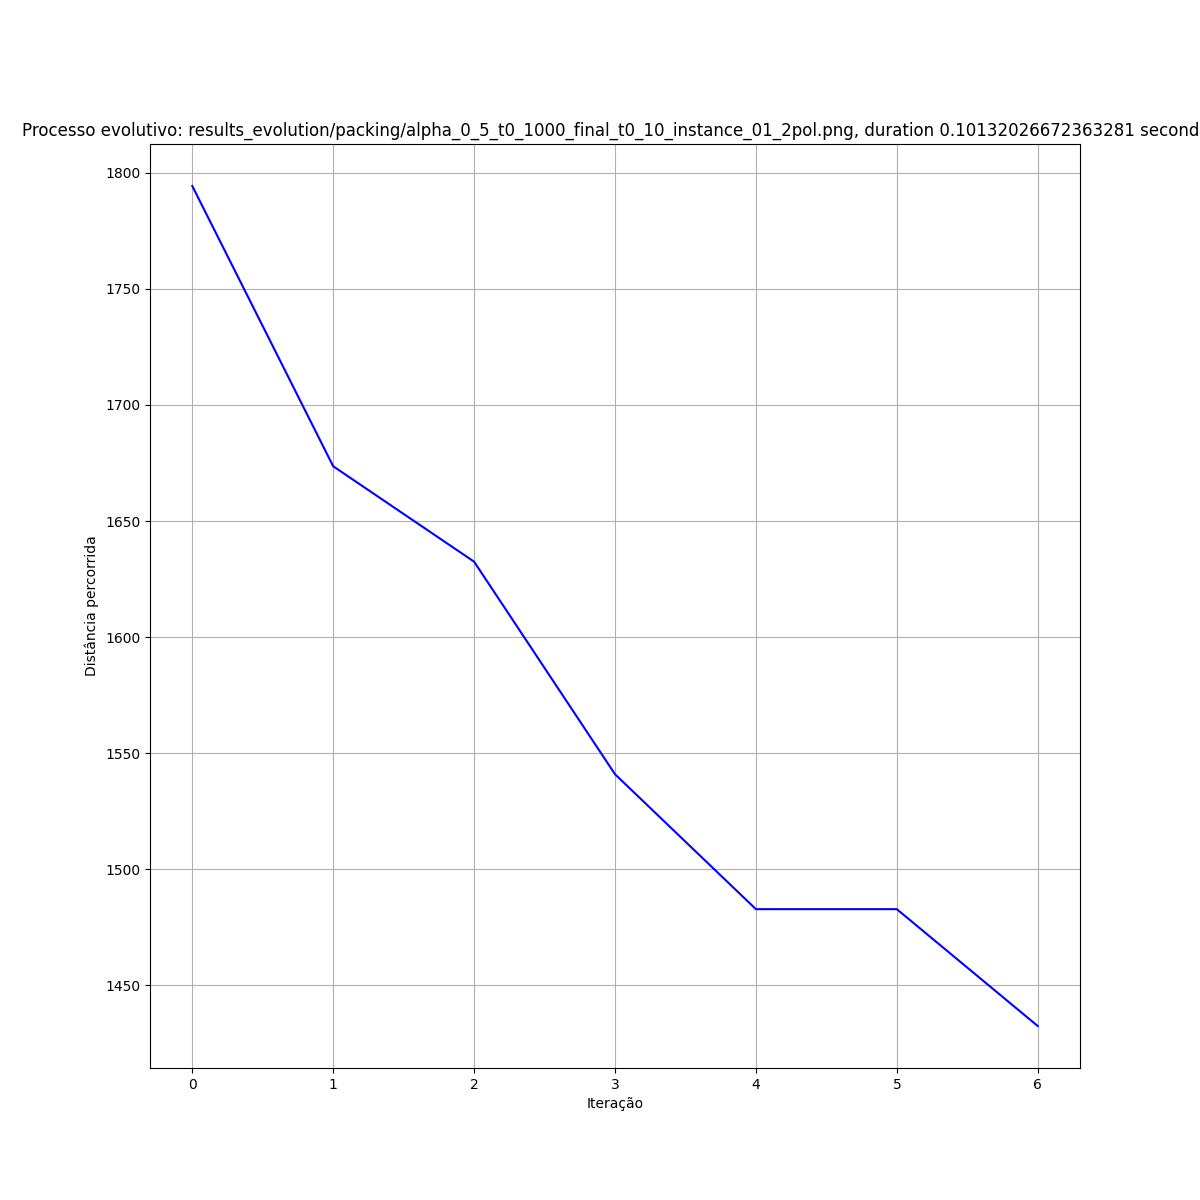 Processo evolutivo: results_evolution/packing/alpha_0_5_t0_1000_final_t0_10_instance_01_2pol.png, duration 0.10132026672363281 second
1800
1750
1700
1650
1600
1550
1500
1450
Distância percorrida
0 1 2 3 4 5 6
Iteração